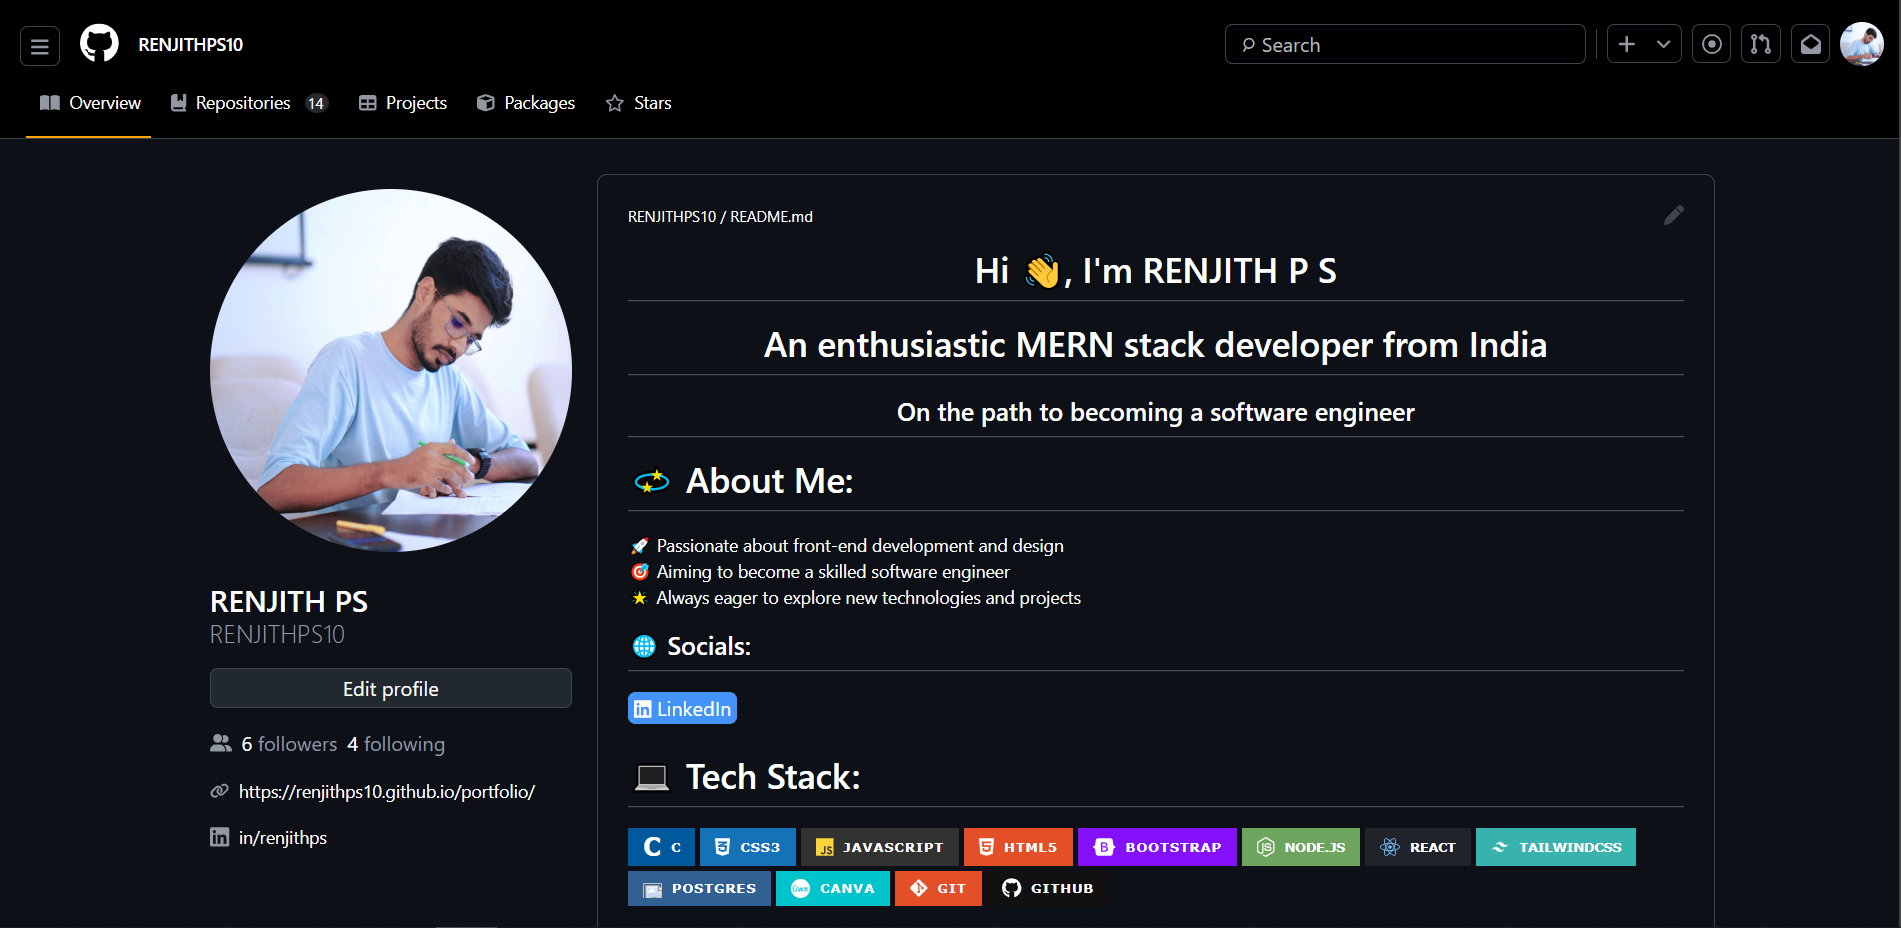 RENJITHPS10
Search
Overview Repositories 14 Projects Packages Stars
RENJITHPS10 / README.md
Hi 👋, I'm RENJITH P S
An enthusiastic MERN stack developer from India
On the path to becoming a software engineer
💫 About Me:
🚀 Passionate about front-end development and design
🎯 Aiming to become a skilled software engineer
🌟 Always eager to explore new technologies and projects
🌐 Socials:
LinkedIn
💻 Tech Stack:
C CSS3 JAVASCRIPT HTML5 BOOTSTRAP NODE.JS REACT TAILWINDCSS
POSTGRES CANVA GIT GITHUB
RENJITH PS
RENJITHPS10
Edit profile
6 followers 4 following
https://renjithps10.github.io/portfolio/
in/renjithps